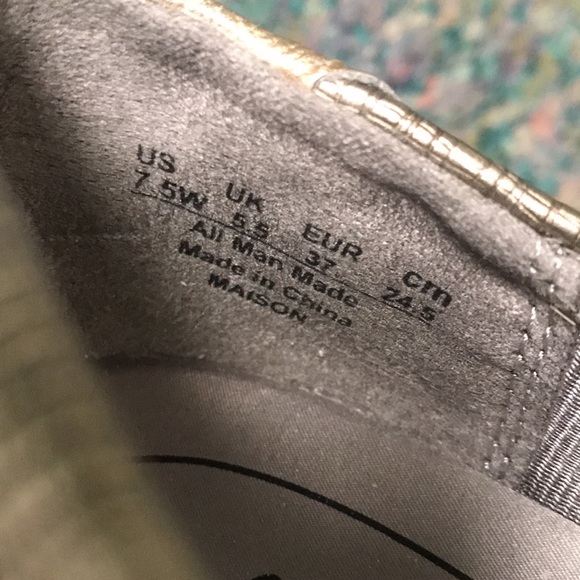 US UK EUR cm
7.5W 5.5 37 24.5
All Man Made
Made in China
MAISON